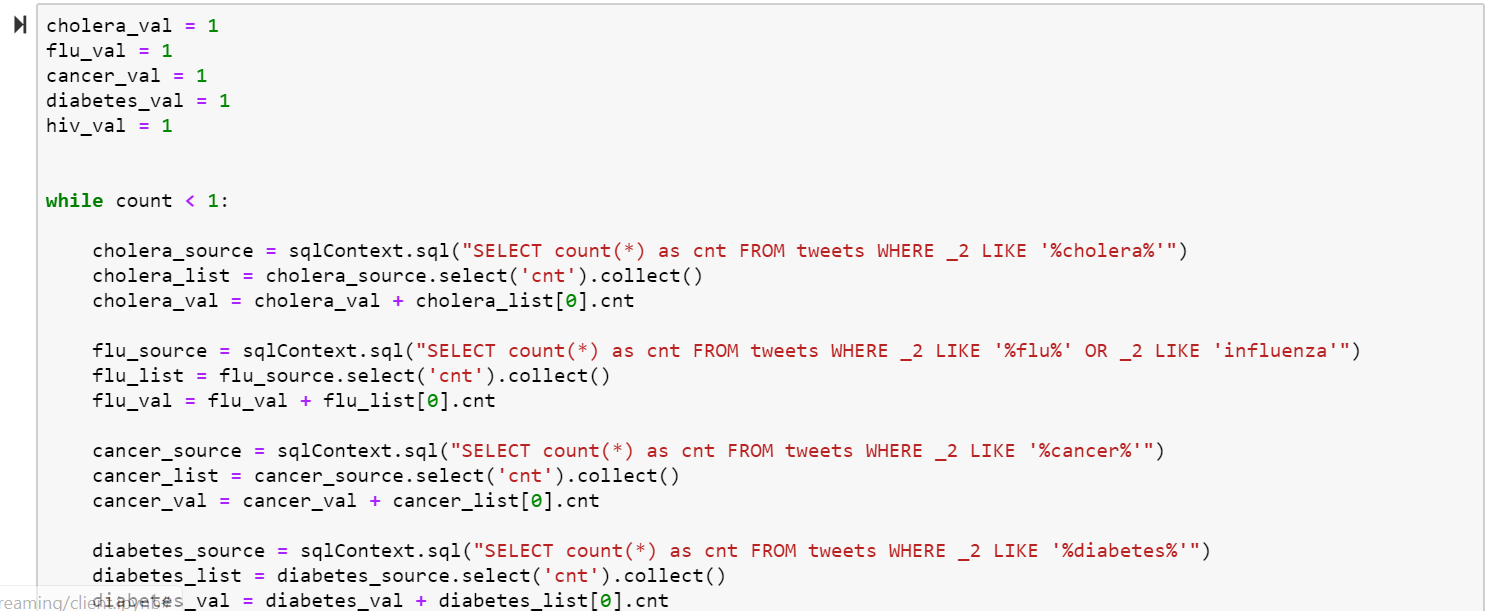 cholera_val = 1
flu_val = 1
cancer_val = 1
diabetes_val = 1
hiv_val = 1
while count < 1:
cholera_source = sqlContext.sql("SELECT count(*) as cnt FROM tweets WHERE _2 LIKE '%cholera%'")
cholera_list = cholera_source.select('cnt').collect()
cholera_val = cholera_val + cholera_list[0].cnt
flu_source = sqlContext.sql("SELECT count(*) as cnt FROM tweets WHERE _2 LIKE '%flu%' OR _2 LIKE 'influenza'")
flu_list = flu_source.select('cnt').collect()
flu_val = flu_val + flu_list[0].cnt
cancer_source = sqlContext.sql("SELECT count(*) as cnt FROM tweets WHERE _2 LIKE '%cancer%'")
cancer_list = cancer_source.select('cnt').collect()
cancer_val = cancer_val + cancer_list[0].cnt
diabetes_source = sqlContext.sql("SELECT count(*) as cnt FROM tweets WHERE _2 LIKE '%diabetes%'")
diabetes_list = diabetes_source.select('cnt').collect()
diabetes_val = diabetes_val + diabetes_list[0].cnt
reaming/client.ipynb#